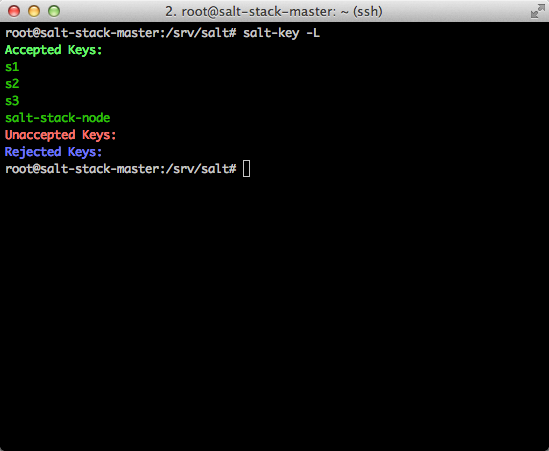 2. root@salt-stack-master: ~ (ssh)
root@salt-stack-master:/srv/salt# salt-key -L
Accepted Keys:
s1
s2
s3
salt-stack-node
Unaccepted Keys:
Rejected Keys:
root@salt-stack-master:/srv/salt#